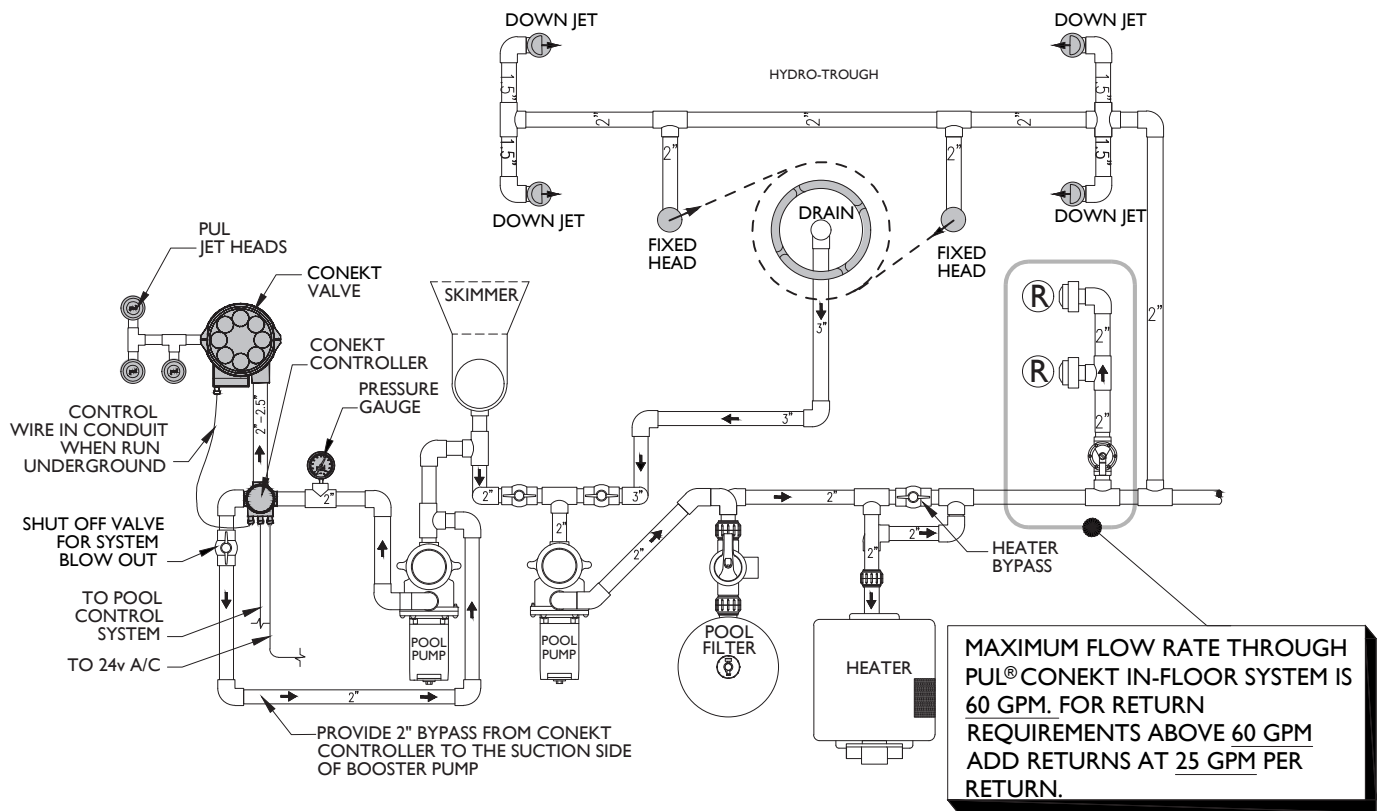 DOWN JET
DOWN JET
HYDRO-TROUGH
1.5"
1.5"
2"
2"
2"
1.5"
1.5"
2"
2"
DOWN JET
DOWN JET
DRAIN
FIXED
HEAD
FIXED
HEAD
PUL
JET HEADS
CONEKT
VALVE
SKIMMER
pul
pul
pul
3"
R
2"
2"
CONEKT
CONTROLLER
PRESSURE
GAUGE
R
CONTROL
WIRE IN CONDUIT
WHEN RUN
UNDERGROUND
2"-2.5"
3"
2"
2"
2"
3"
2"
SHUT OFF VALVE
FOR SYSTEM
BLOW OUT
2"
2"
2"
2"
HEATER
BYPASS
TO POOL
CONTROL
SYSTEM
TO 24v A/C
POOL
PUMP
POOL
PUMP
POOL
FILTER
HEATER
2"
PROVIDE 2" BYPASS FROM CONEKT
CONTROLLER TO THE SUCTION SIDE
OF BOOSTER PUMP
MAXIMUM FLOW RATE THROUGH
PUL® CONEKT IN-FLOOR SYSTEM IS
60 GPM. FOR RETURN
REQUIREMENTS ABOVE 60 GPM
ADD RETURNS AT 25 GPM PER
RETURN.